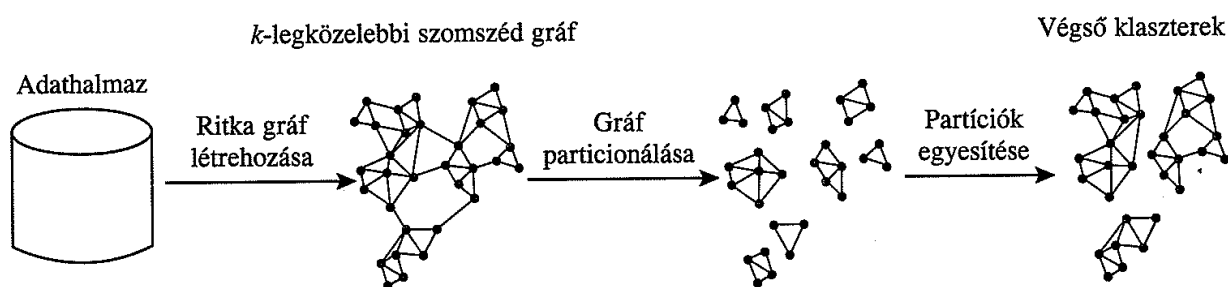 k-legközelebbi szomszéd gráf
Végső klaszterek
Adathalmaz
Ritka gráf
létrehozása
Gráf
particionálása
Partíciók
egyesítése